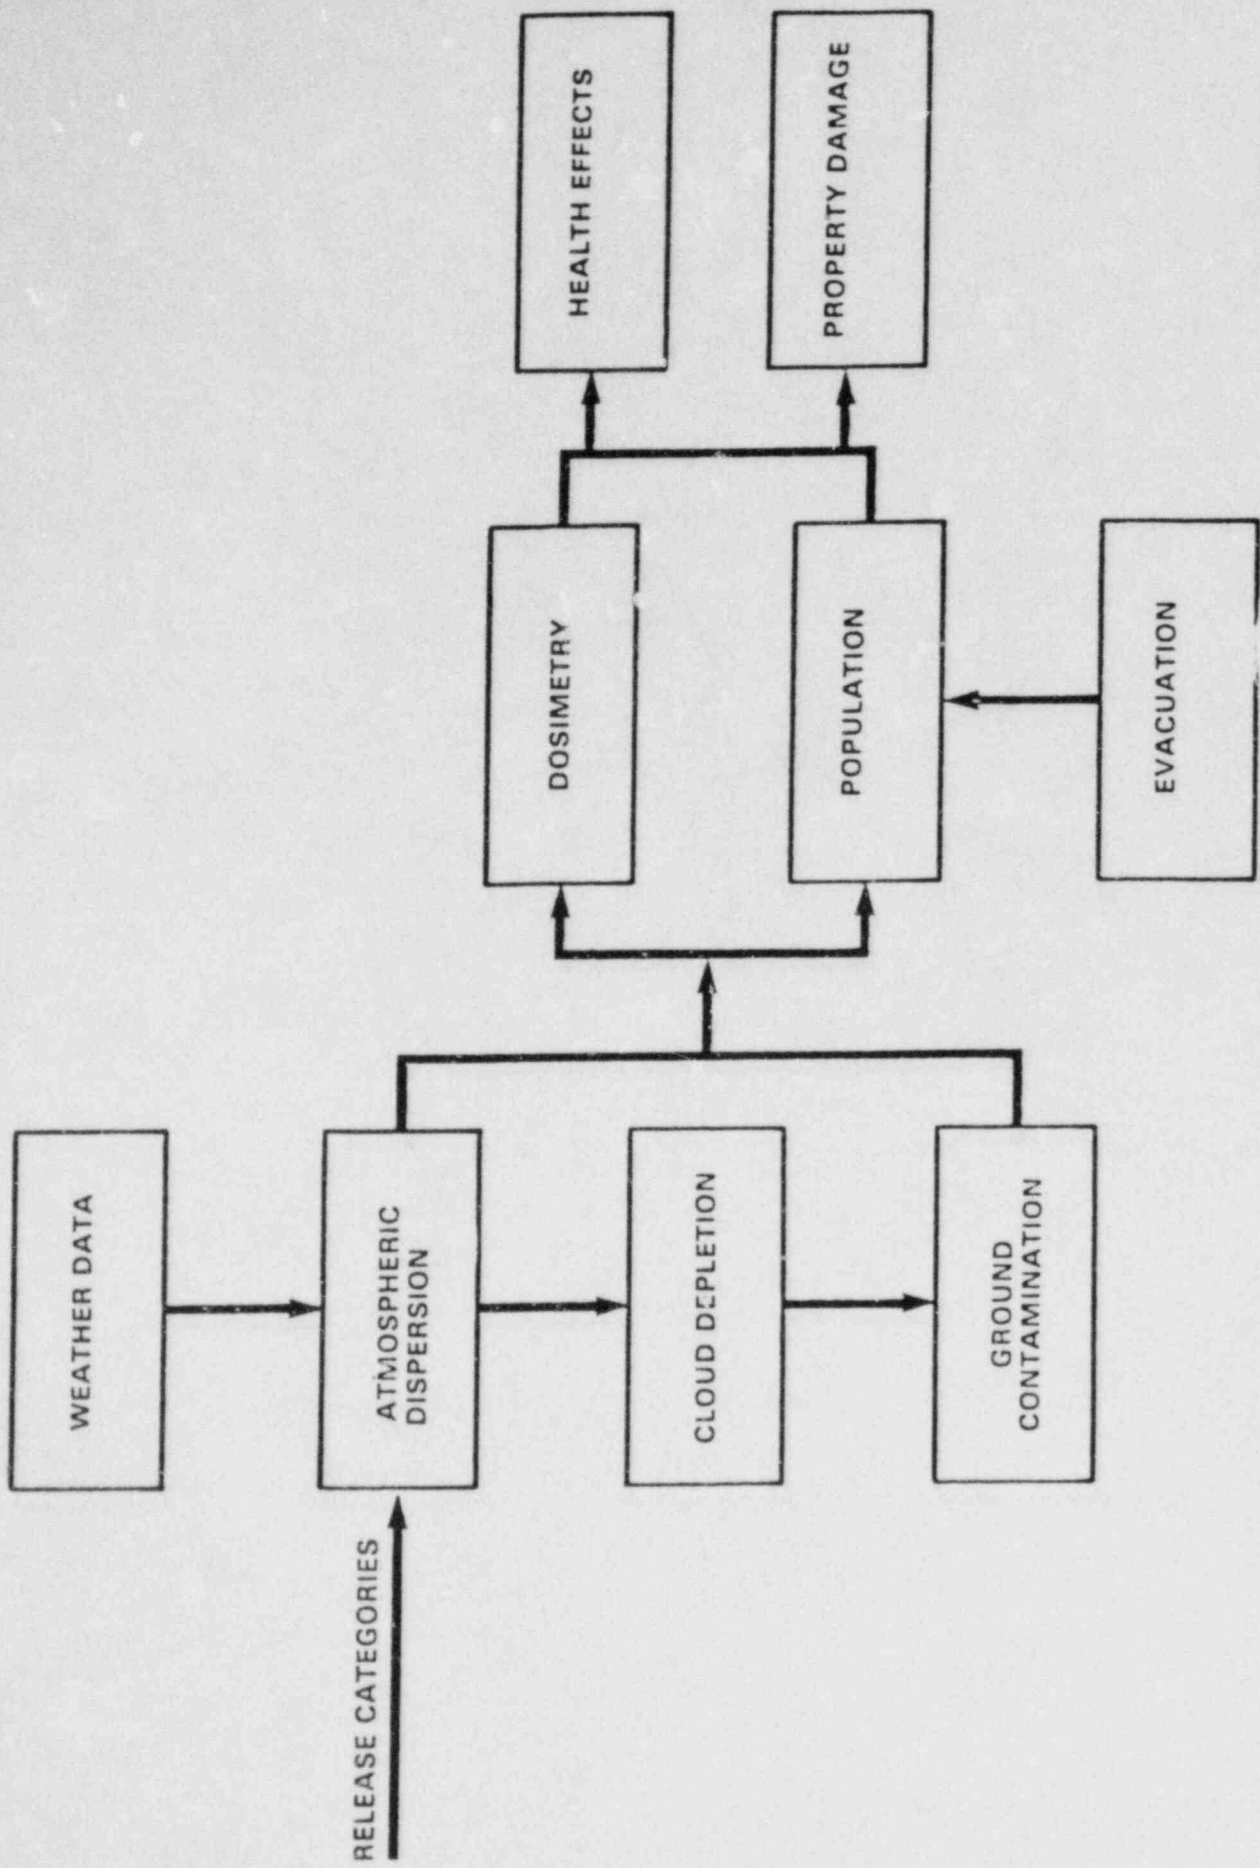 RELEASE CATEGORIES
WEATHER DATA
ATMOSPHERIC
DISPERSION
CLOUD DEPLETION
GROUND
CONTAMINATION
DOSIMETRY
POPULATION
EVACUATION
HEALTH EFFECTS
PROPERTY DAMAGE